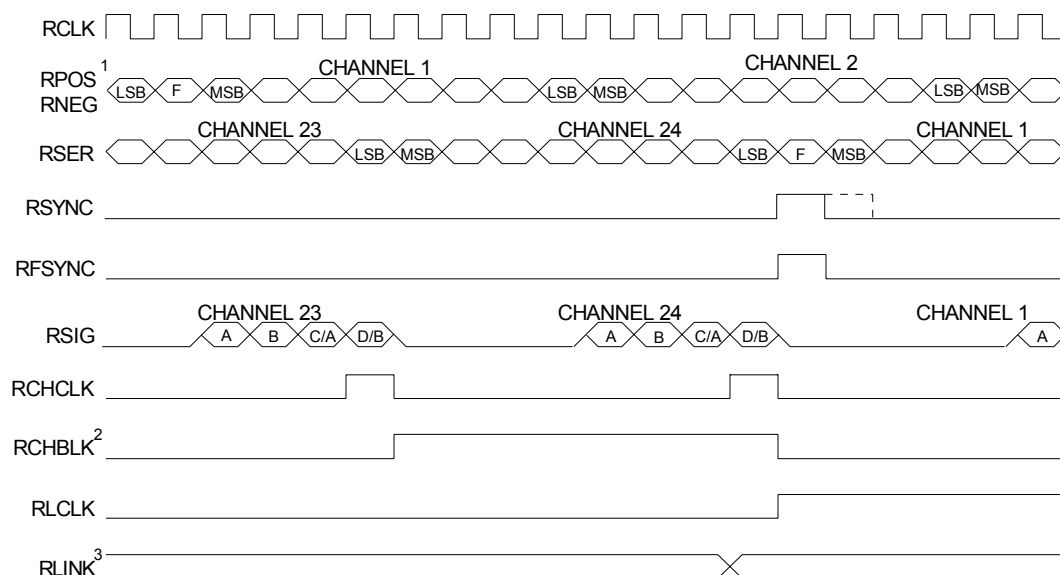 RCLK
CHANNEL 1 CHANNEL 2
RPOS 1
RNEG
LSB F MSB LSB MSB LSB MSB
CHANNEL 23 CHANNEL 24 CHANNEL 1
RSER LSB MSB LSB F MSB
RSYNC
RFSYNC
CHANNEL 23 CHANNEL 24 CHANNEL 1
RSIG A B C/A D/B A B C/A D/B A
RCHCLK
RCHBLK 2
RLCLK
RLINK 3